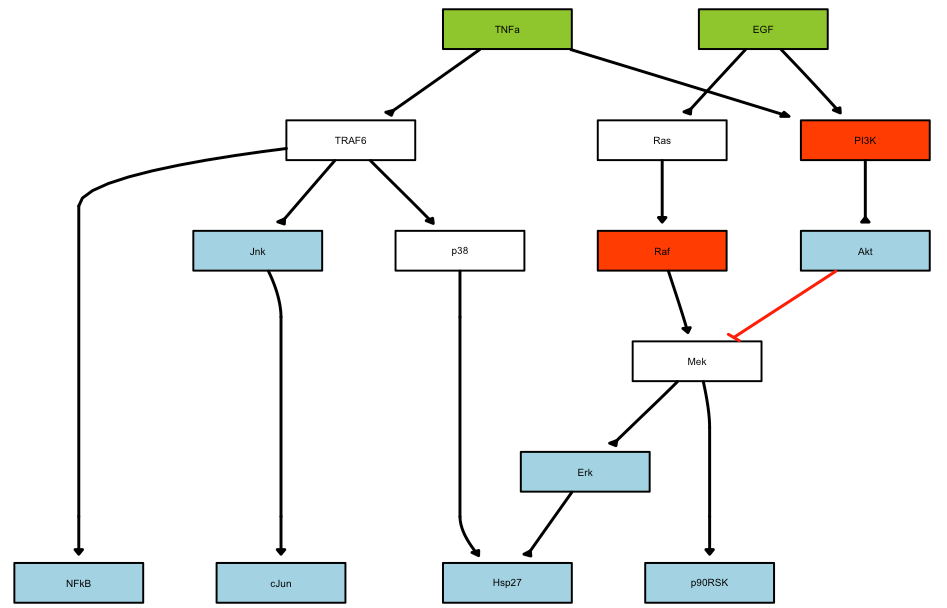 TNFa
EGF
TRAF6
Ras
PI3K
Jnk
p38
Raf
Akt
Mek
Erk
NFkB
cJun
Hsp27
p90RSK